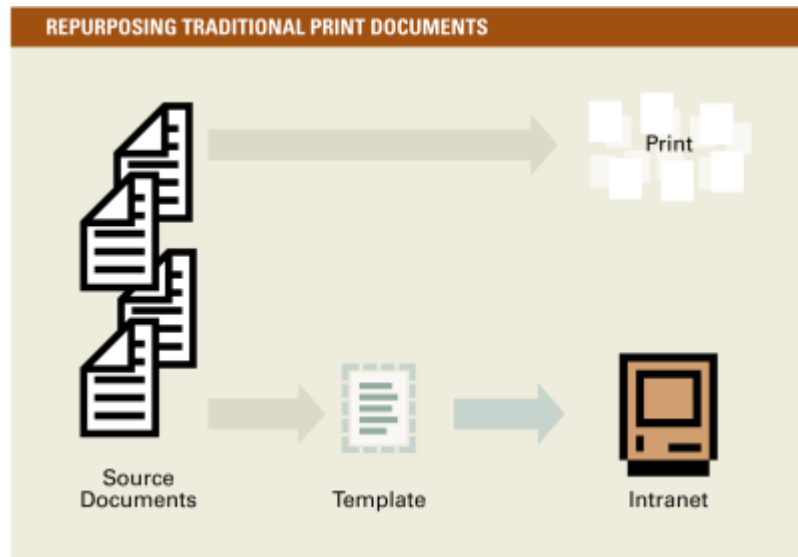 REPURPOSING TRADITIONAL PRINT DOCUMENTS
Print
Source
Documents
Template
Intranet